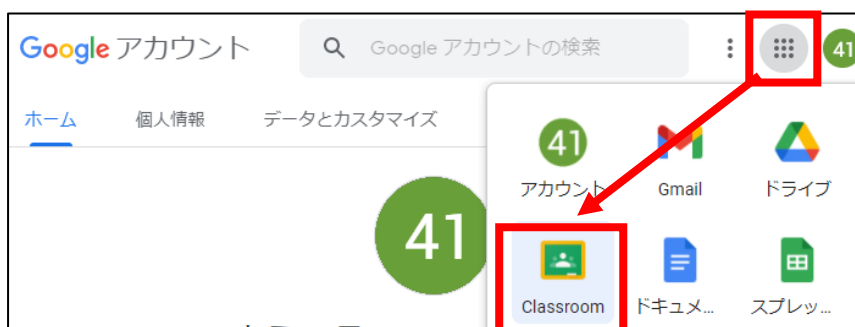 Google アカウント
Google アカウントの検索
41
ホーム 個人情報 データとカスタマイズ
41
アカウント Gmail ドライブ
41
Classroom ドキュメ... スプレッ...